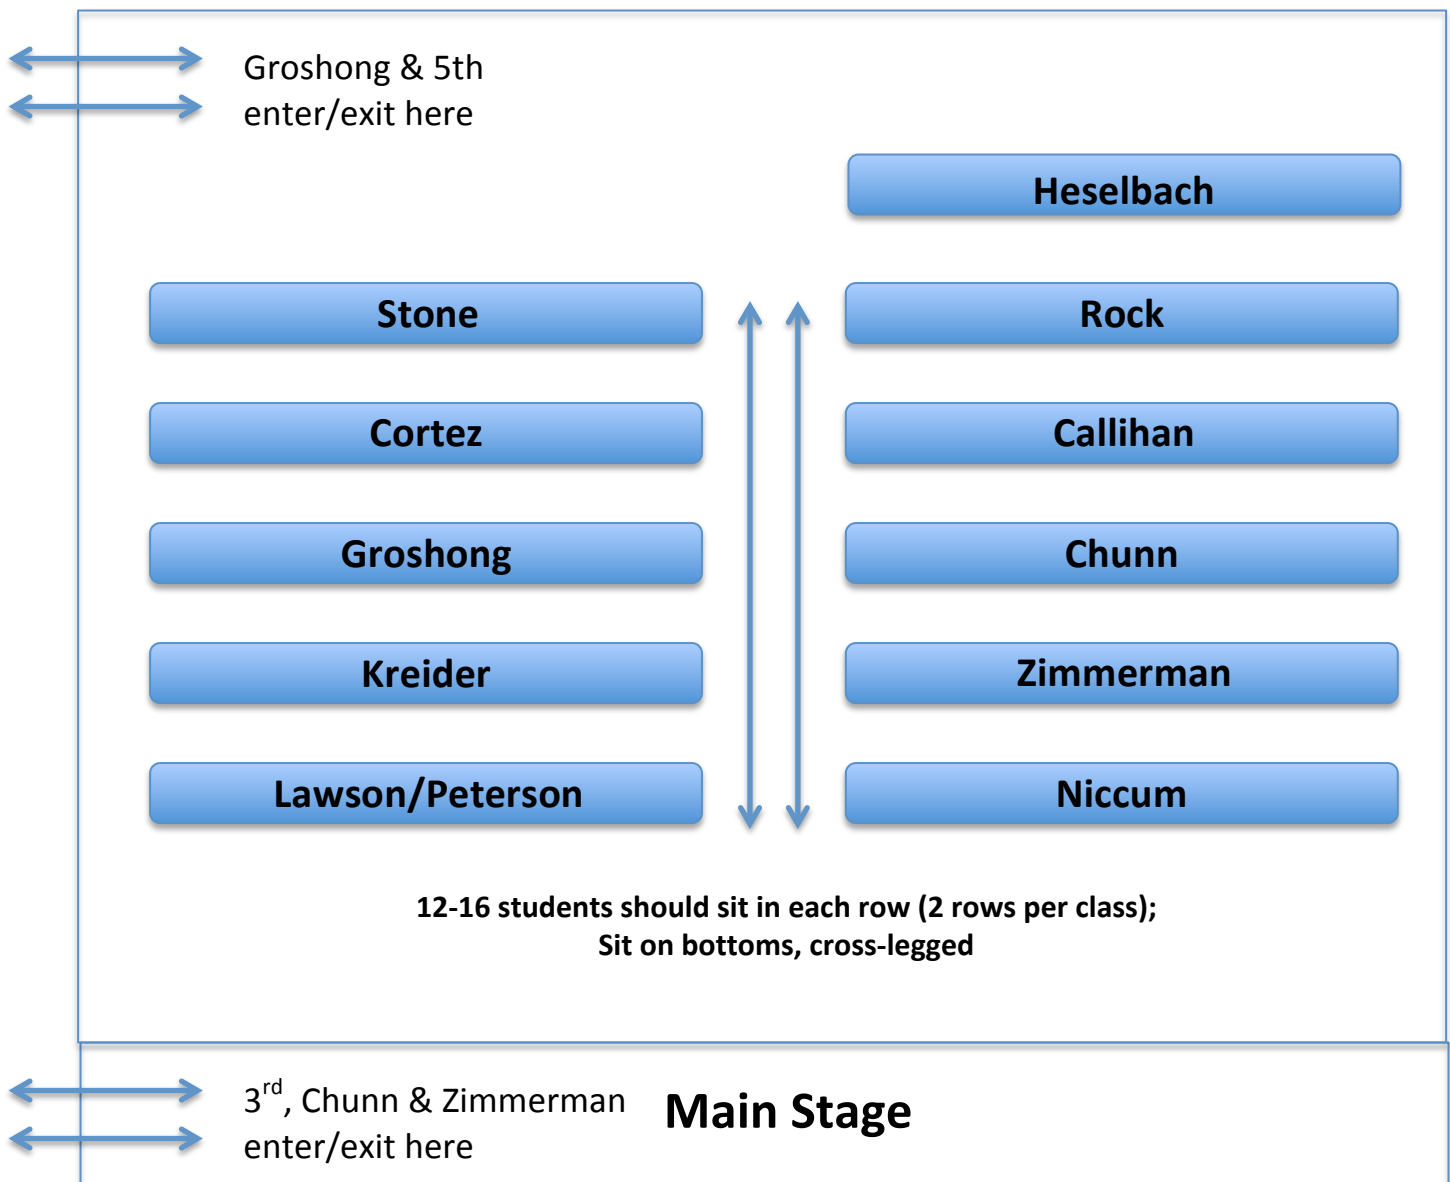 Groshong & 5th
enter/exit here
Heselbach
Stone
Rock
Cortez
Callihan
Groshong
Chunn
Kreider
Zimmerman
Lawson/Peterson
Niccum
12-16 students should sit in each row (2 rows per class);
Sit on bottoms, cross-legged
3rd, Chunn & Zimmerman
enter/exit here
Main Stage